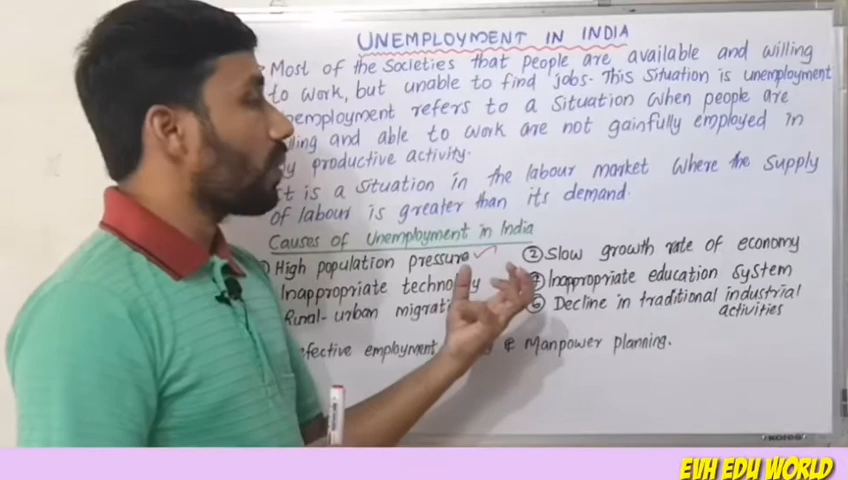 UNEMPLOYMENT IN INDIA
Most of the Societies that people are available and willing
to work, but unable to find jobs. This Situation is unemployment
employment refers to a Situation when people are
ling and able to work are not gainfully employed in
y productive activity.
t is a Situation in the labour market where the Supply
of labour is greater than its demand.
Causes of Unemployment in India
High population pressure ② Slow growth rate of economy
Inappropriate technology Inappropriate education System
Rural-urban migrati ⑥ Decline in traditional industrial
activities
fective employment & Manpower planning.
EVH EDU WORLD